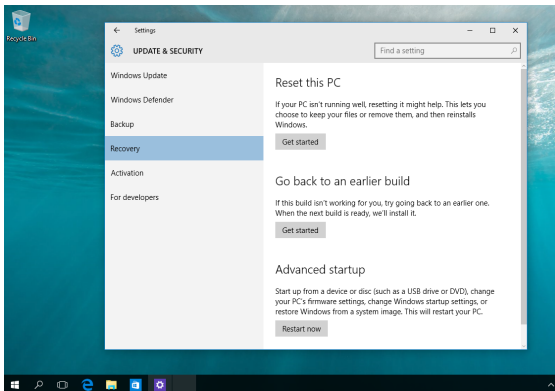 Recycle Bin
Settings
UPDATE & SECURITY
Find a setting
Windows Update
Windows Defender
Backup
Recovery
Activation
For developers
Reset this PC
If your PC isn't running well, resetting it might help. This lets you
choose to keep your files or remove them, and then reinstalls
Windows.
Get started
Go back to an earlier build
If this build isn't working for you, try going back to an earlier one.
When the next build is ready, we'll install it.
Get started
Advanced startup
Start up from a device or disc (such as a USB drive or DVD), change
your PC's firmware settings, change Windows startup settings, or
restore Windows from a system image. This will restart your PC.
Restart now